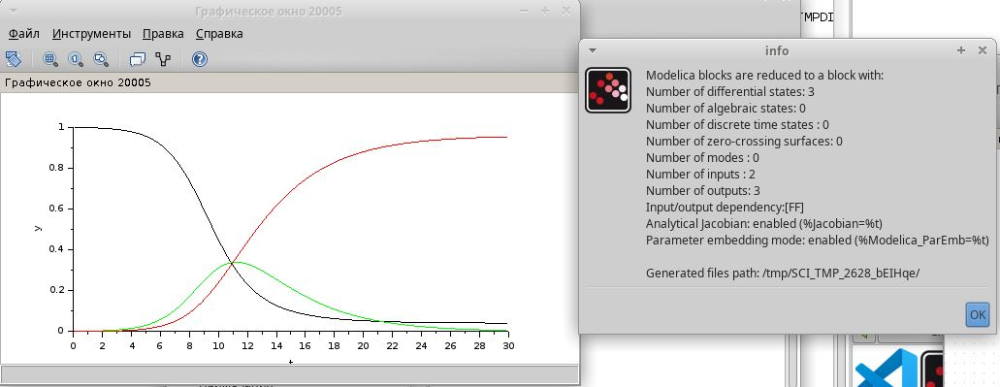 Графическое окно 20005
Файл Инструменты Правка Справка
Графическое окно 20005
1
0.8
0.6
y
0.4
0.2
0
0 2 4 6 8 10 12 14 16 18 20 22 24 26 28 30
t
TMPDI
info
Modelica blocks are reduced to a block with:
Number of differential states: 3
Number of algebraic states: 0
Number of discrete time states : 0
Number of zero-crossing surfaces: 0
Number of modes : 0
Number of inputs : 2
Number of outputs: 3
Input/output dependency:[FF]
Analytical Jacobian: enabled (%Jacobian=%t)
Parameter embedding mode: enabled (%Modelica_ParEmb=%t)
Generated files path: /tmp/SCI_TMP_2628_bEIHqe/
OK